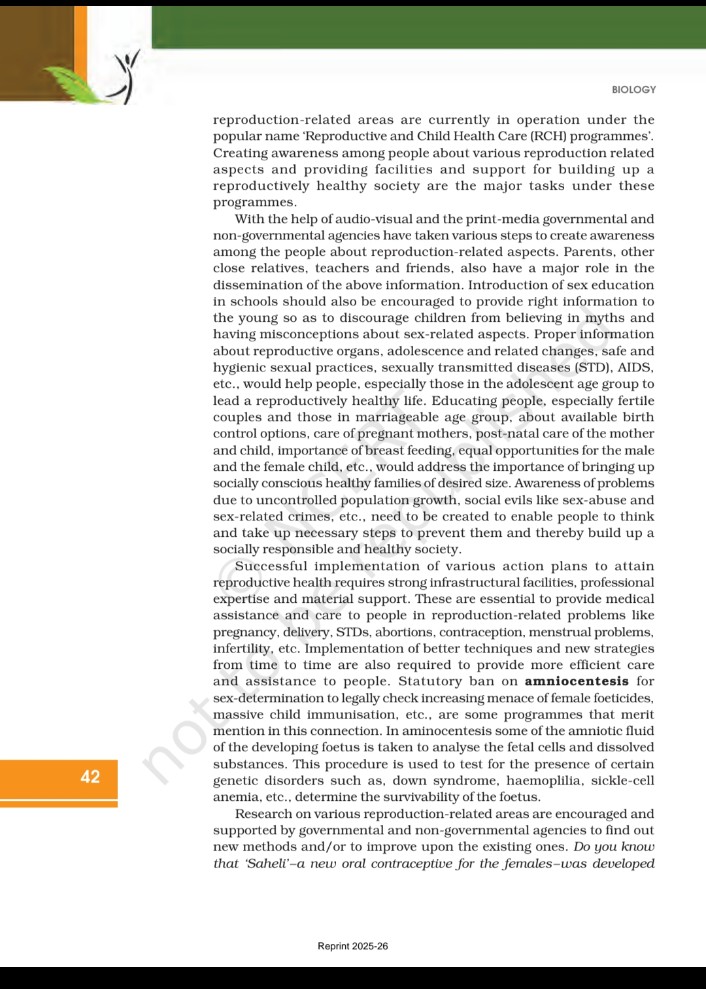 BIOLOGY
reproduction-related areas are currently in operation under the
popular name ‘Reproductive and Child Health Care (RCH) programmes’.
Creating awareness among people about various reproduction related
aspects and providing facilities and support for building up a
reproductively healthy society are the major tasks under these
programmes.
With the help of audio-visual and the print-media governmental and
non-governmental agencies have taken various steps to create awareness
among the people about reproduction-related aspects. Parents, other
close relatives, teachers and friends, also have a major role in the
dissemination of the above information. Introduction of sex education
in schools should also be encouraged to provide right information to
the young so as to discourage children from believing in myths and
having misconceptions about sex-related aspects. Proper information
about reproductive organs, adolescence and related changes, safe and
hygienic sexual practices, sexually transmitted diseases (STD), AIDS,
etc., would help people, especially those in the adolescent age group to
lead a reproductively healthy life. Educating people, especially fertile
couples and those in marriageable age group, about available birth
control options, care of pregnant mothers, post-natal care of the mother
and child, importance of breast feeding, equal opportunities for the male
and the female child, etc., would address the importance of bringing up
socially conscious healthy families of desired size. Awareness of problems
due to uncontrolled population growth, social evils like sex-abuse and
sex-related crimes, etc., need to be created to enable people to think
and take up necessary steps to prevent them and thereby build up a
socially responsible and healthy society.
Successful implementation of various action plans to attain
reproductive health requires strong infrastructural facilities, professional
expertise and material support. These are essential to provide medical
assistance and care to people in reproduction-related problems like
pregnancy, delivery, STDs, abortions, contraception, menstrual problems,
infertility, etc. Implementation of better techniques and new strategies
from time to time are also required to provide more efficient care
and assistance to people. Statutory ban on amniocentesis for
sex-determination to legally check increasing menace of female foeticides,
massive child immunisation, etc., are some programmes that merit
mention in this connection. In aminocentesis some of the amniotic fluid
of the developing foetus is taken to analyse the fetal cells and dissolved
substances. This procedure is used to test for the presence of certain
genetic disorders such as, down syndrome, haemoplilia, sickle-cell
anemia, etc., determine the survivability of the foetus.
Research on various reproduction-related areas are encouraged and
supported by governmental and non-governmental agencies to find out
new methods and/or to improve upon the existing ones. Do you know
that ‘Saheli’–a new oral contraceptive for the females–was developed
42
Reprint 2025-26
© NCERT
not to be republished